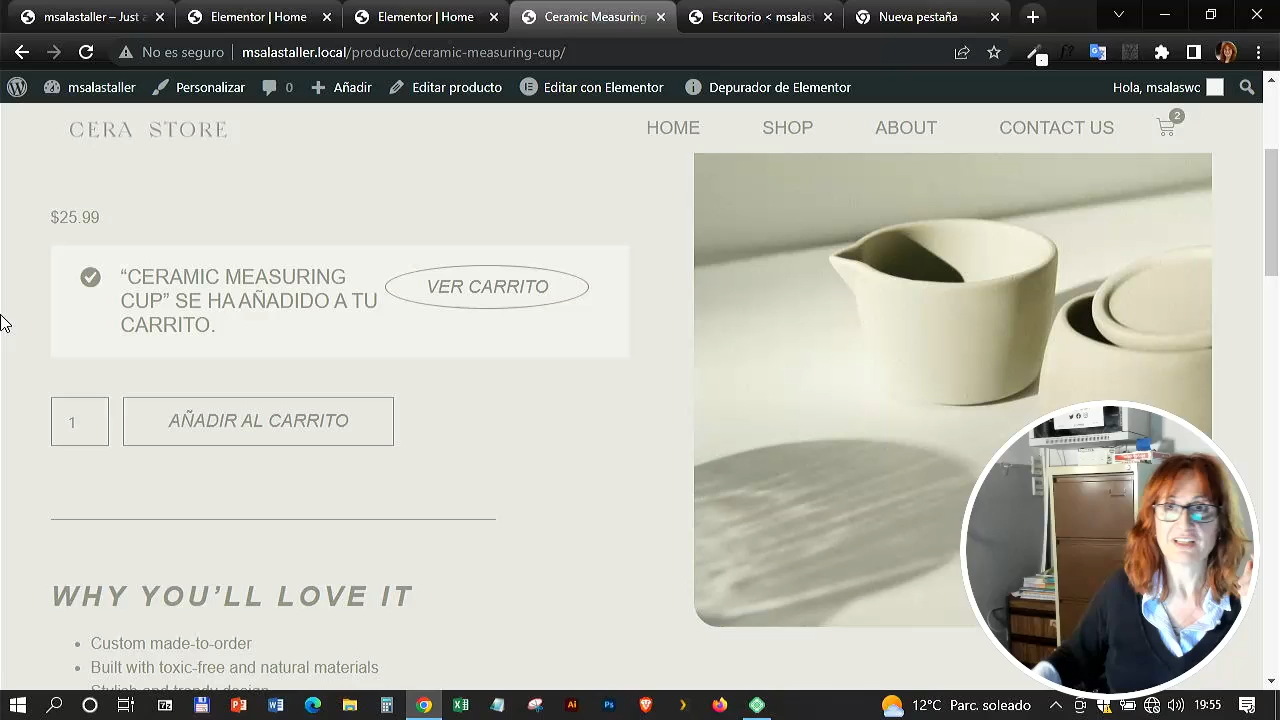 msalastaller – Just a
Elementor | Home
Elementor | Home
Ceramic Measuring
Escritorio < msalast
Nueva pestaña
No es seguro
msalastaller.local/producto/ceramic-measuring-cup/
msalastaller
Personalizar
0
Añadir
Editar producto
Editar con Elementor
Depurador de Elementor
Hola, msalaswc
CERA STORE
HOME
SHOP
ABOUT
CONTACT US
2
$25.99
“CERAMIC MEASURING
CUP” SE HA AÑADIDO A TU
CARRITO.
VER CARRITO
1
AÑADIR AL CARRITO
WHY YOU’LL LOVE IT
Custom made-to-order
Built with toxic-free and natural materials
Stylish and trendy design
12°C Parc. soleado
19:55